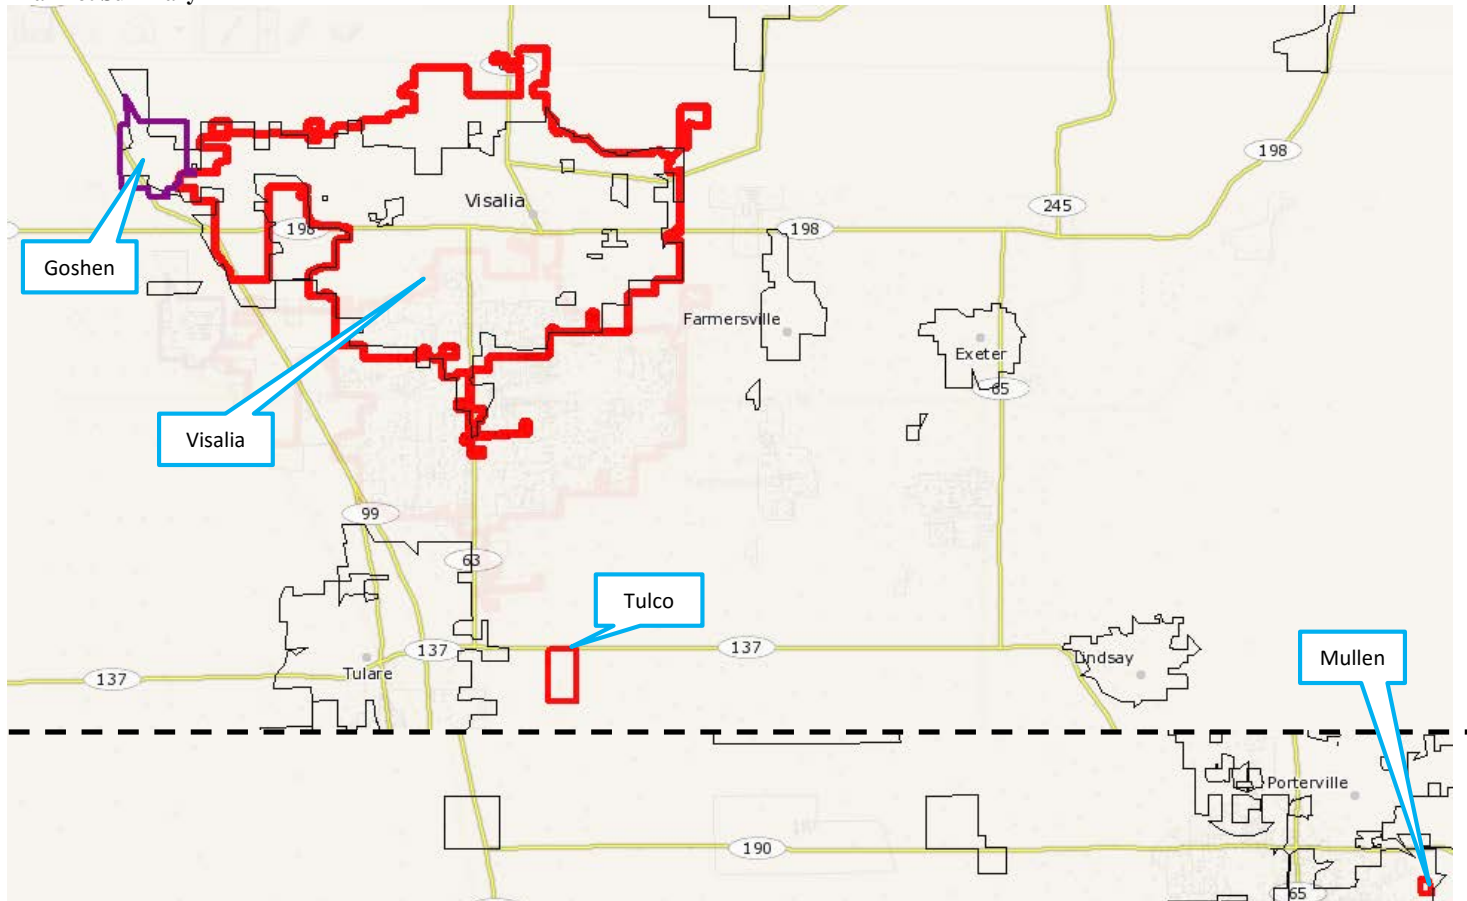 198
245
Visalia
198
198
Goshen
Farmersville
Exeter
65
Visalia
99
63
Tulco
137
137
Lindsay
Mullen
Tulare
137
Porterville
190
65